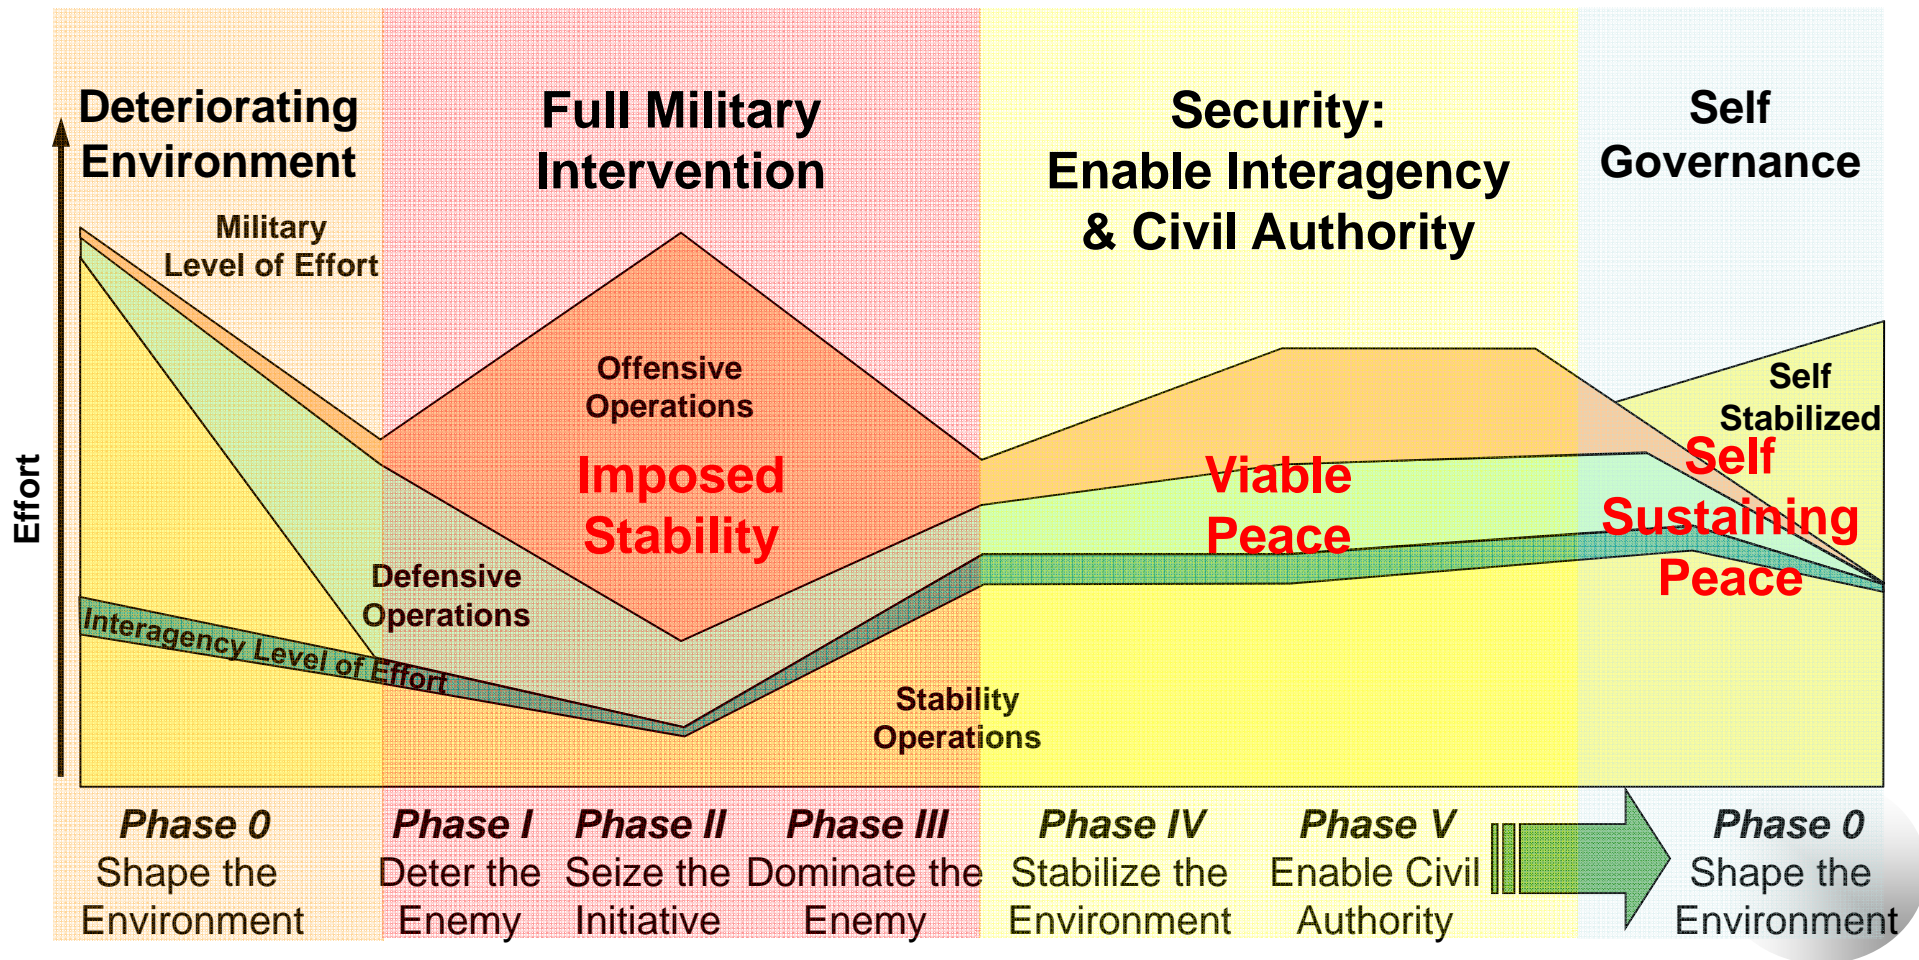 Deteriorating
Environment
Full Military
Intervention
Security:
Enable Interagency
& Civil Authority
Self
Governance
Military
Level of Effort
Effort
Offensive
Operations
Imposed
Stability
Defensive
Operations
Interagency Level of Effort
Stability
Operations
Viable
Peace
Self
Stabilized
Self
Sustaining
Peace
Phase 0
Shape the
Environment
Phase I
Deter the
Enemy
Phase II
Seize the
Initiative
Phase III
Dominate the
Enemy
Phase IV
Stabilize the
Environment
Phase V
Enable Civil
Authority
Phase 0
Shape the
Environment